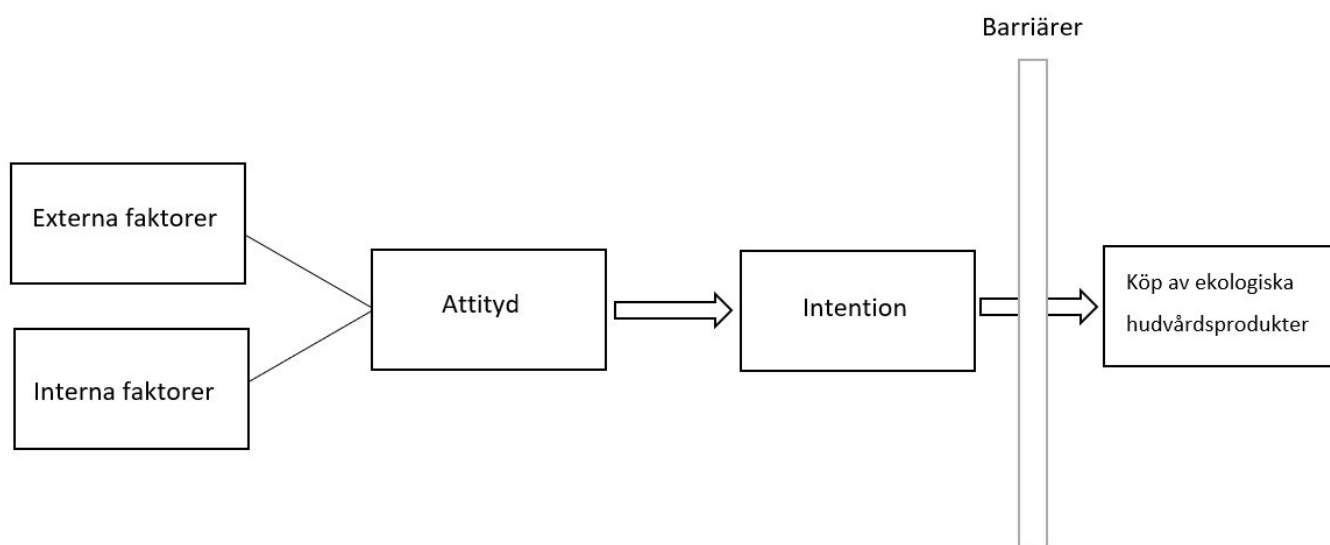 Barriärer
Externa faktorer
Interna faktorer
Attityd
Intention
Köp av ekologiska
hudvårdsprodukter